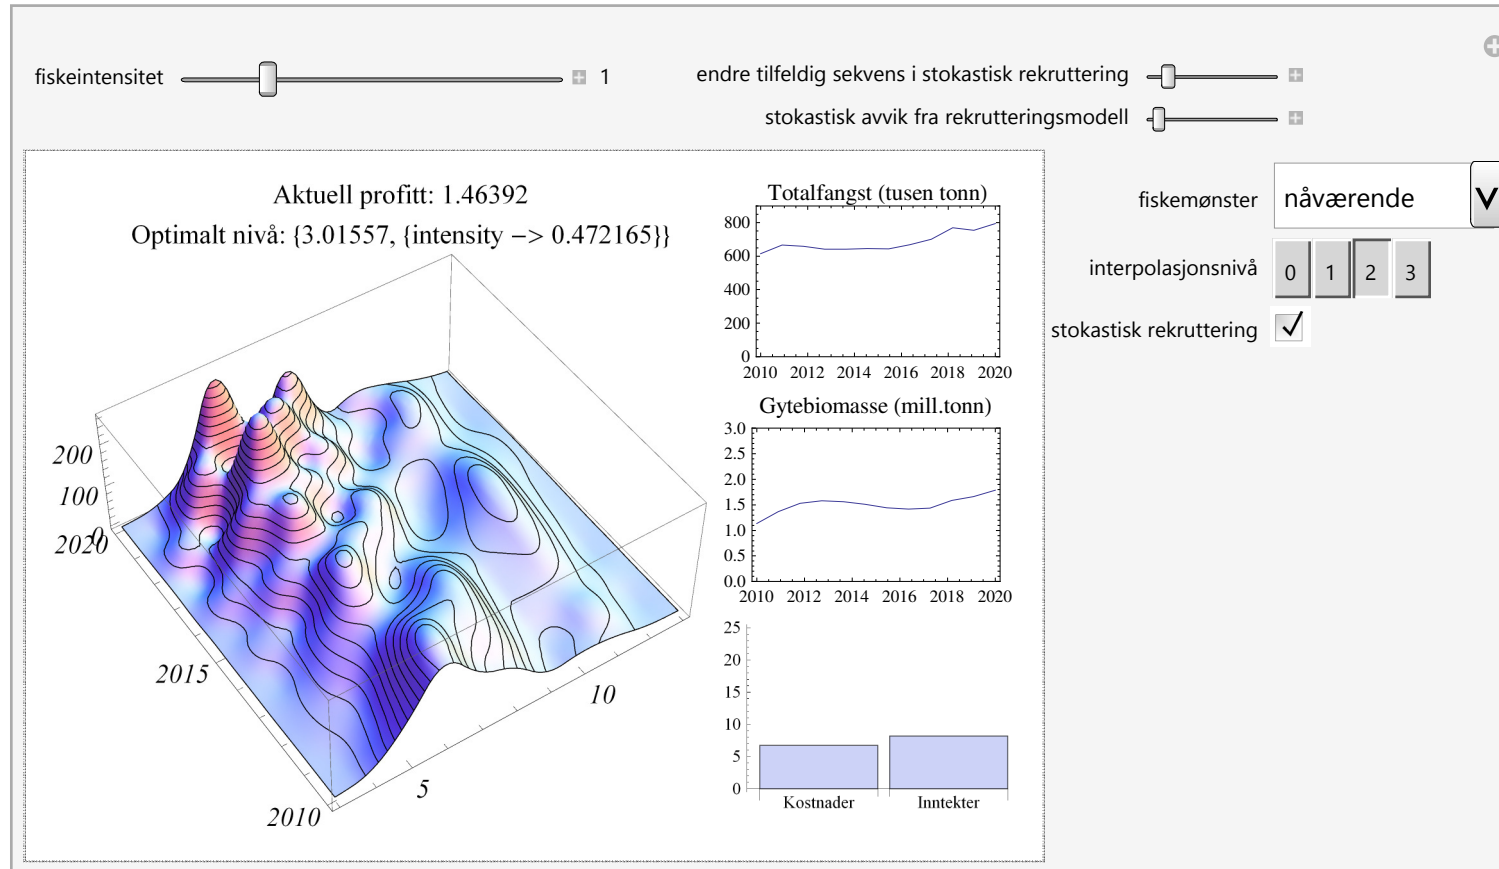 fiskeintensitet 1
endre tilfeldig sekvens i stokastisk rekruttering
stokastisk avvik fra rekrutteringsmodell
Aktuell profitt: 1.46392
Optimalt nivå: {3.01557, {intensity −> 0.472165}}
200
100
0
2020
2015
2010
5
10
Totalfangst (tusen tonn)
800
600
400
200
0
2010 2012 2014 2016 2018 2020
Gytebiomasse (mill.tonn)
3.0
2.5
2.0
1.5
1.0
0.5
0.0
2010 2012 2014 2016 2018 2020
25
20
15
10
5
0
Kostnader Inntekter
fiskemønster nåværende
interpolasjonsnivå 0 1 2 3
stokastisk rekruttering